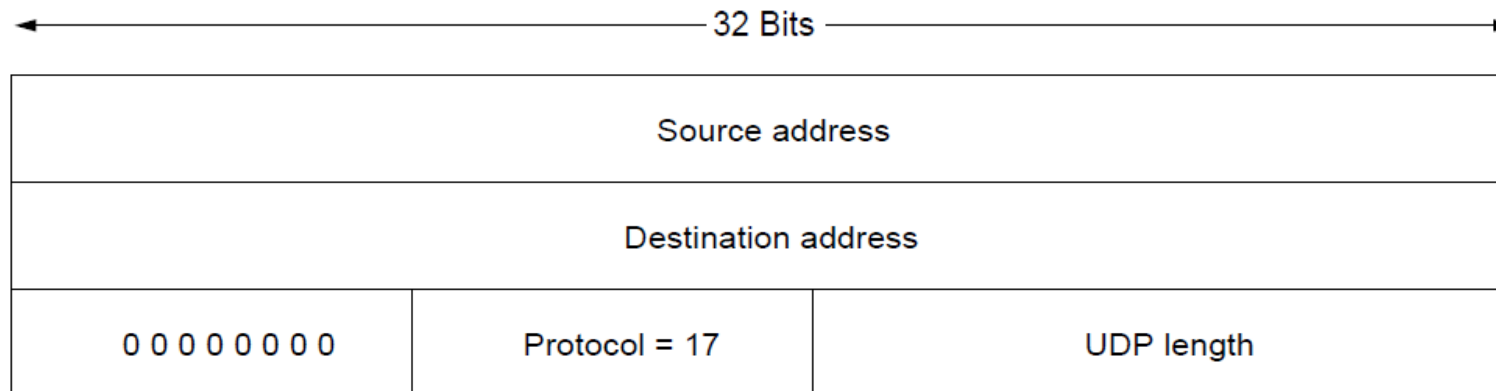 32 Bits
Source address
Destination address
0 0 0 0 0 0 0 0 Protocol = 17 UDP length